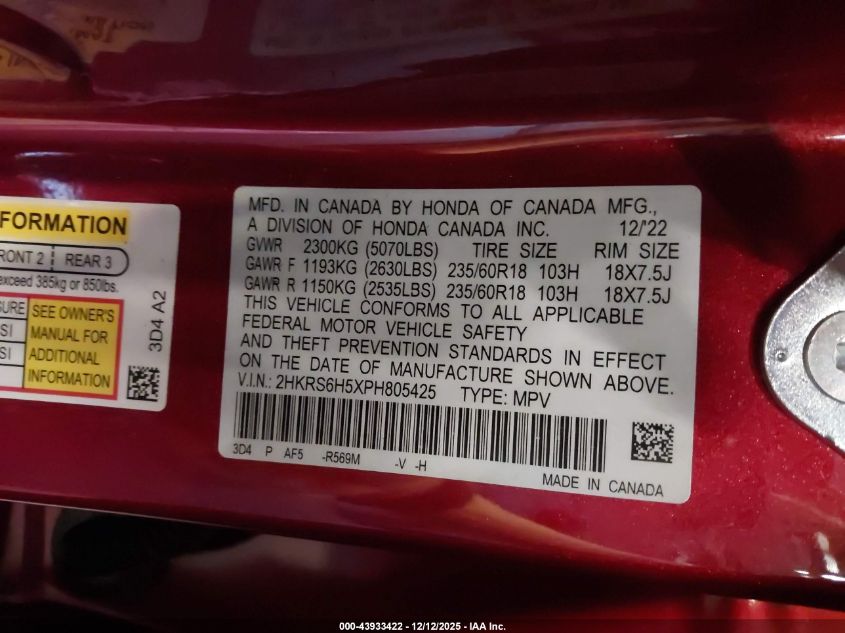 FORMATION
FRONT 2 REAR 3
exceed 385kg or 850lbs.
SEE OWNER'S
MANUAL FOR
ADDITIONAL
INFORMATION
SI
SI
3D4 A2
MFD. IN CANADA BY HONDA OF CANADA MFG.,
A DIVISION OF HONDA CANADA INC. 12/'22
GVWR 2300KG (5070LBS) TIRE SIZE RIM SIZE
GAWR F 1193KG (2630LBS) 235/60R18 103H 18X7.5J
GAWR R 1150KG (2535LBS) 235/60R18 103H 18X7.5J
THIS VEHICLE CONFORMS TO ALL APPLICABLE
FEDERAL MOTOR VEHICLE SAFETY
AND THEFT PREVENTION STANDARDS IN EFFECT
ON THE DATE OF MANUFACTURE SHOWN ABOVE.
V.I.N.: 2HKRS6H5XPH805425 TYPE: MPV
3D4 P AF5 -R569M -V -H
MADE IN CANADA
000-43933422 - 12/12/2025 - IAA Inc.